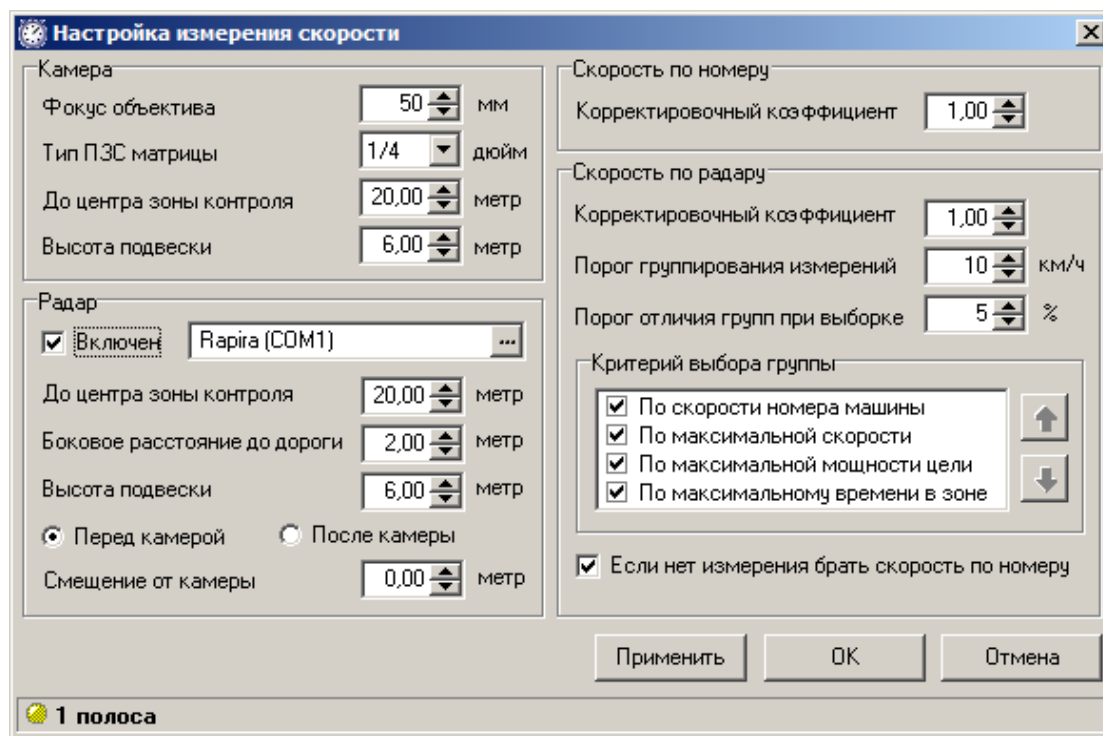 Настройка измерения скорости
Камера
Фокус объектива 50 мм
Тип ПЗС матрицы 1/4 дюйм
До центра зоны контроля 20,00 метр
Высота подвески 6,00 метр
Радар
Включен Rapira (COM1) ...
До центра зоны контроля 20,00 метр
Боковое расстояние до дороги 2,00 метр
Высота подвески 6,00 метр
Перед камерой После камеры
Смещение от камеры 0,00 метр
Скорость по номеру
Корректировочный коэффициент 1,00
Скорость по радару
Корректировочный коэффициент 1,00
Порог группирования измерений 10 км/ч
Порог отличия групп при выборке 5 %
Критерий выбора группы
По скорости номера машины
По максимальной скорости
По максимальной мощности цели
По максимальному времени в зоне
Если нет измерения брать скорость по номеру
Применить OK Отмена
1 полоса